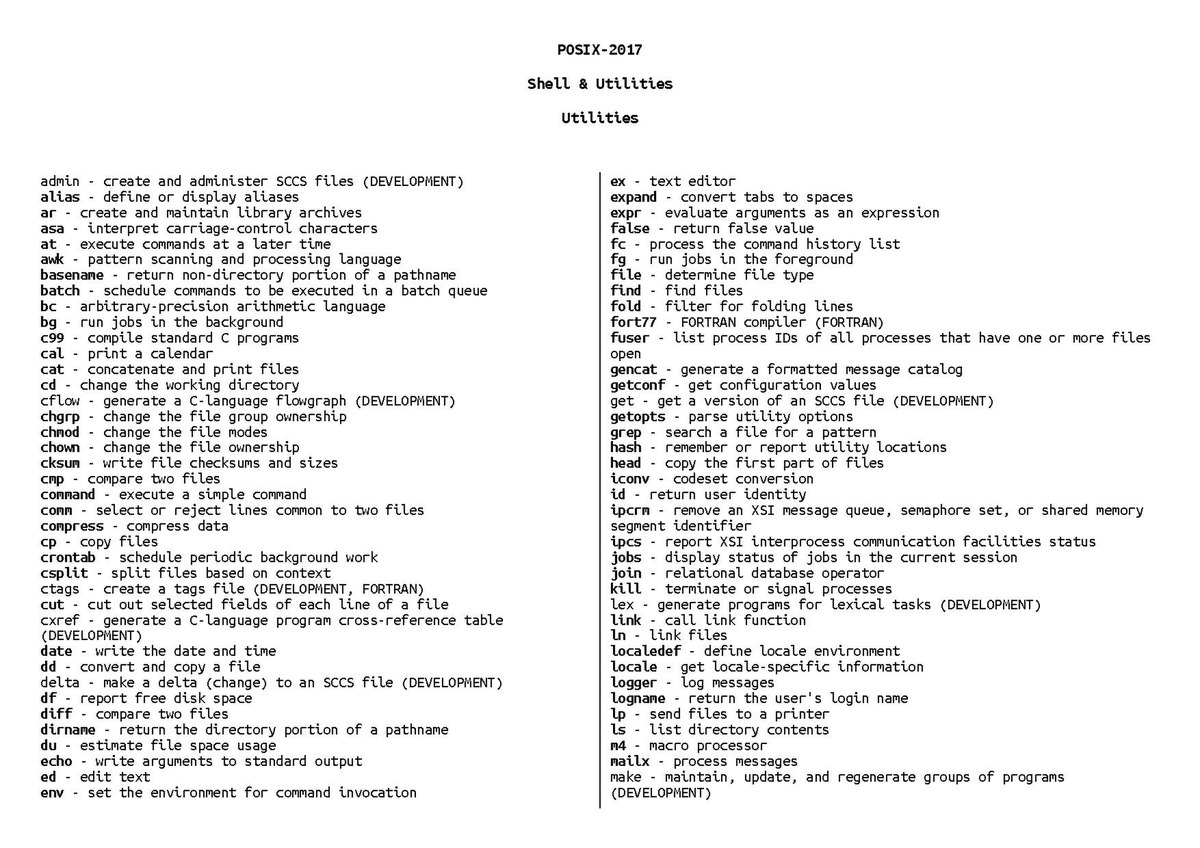 POSIX-2017
Shell & Utilities
Utilities
admin - create and administer SCCS files (DEVELOPMENT)
alias - define or display aliases
ar - create and maintain library archives
asa - interpret carriage-control characters
at - execute commands at a later time
awk - pattern scanning and processing language
basename - return non-directory portion of a pathname
batch - schedule commands to be executed in a batch queue
bc - arbitrary-precision arithmetic language
bg - run jobs in the background
c99 - compile standard C programs
cal - print a calendar
cat - concatenate and print files
cd - change the working directory
cflow - generate a C-language flowgraph (DEVELOPMENT)
chgrp - change the file group ownership
chmod - change the file modes
chown - change the file ownership
cksum - write file checksums and sizes
cmp - compare two files
command - execute a simple command
comm - select or reject lines common to two files
compress - compress data
cp - copy files
crontab - schedule periodic background work
csplit - split files based on context
ctags - create a tags file (DEVELOPMENT, FORTRAN)
cut - cut out selected fields of each line of a file
cxref - generate a C-language program cross-reference table
(DEVELOPMENT)
date - write the date and time
dd - convert and copy a file
delta - make a delta (change) to an SCCS file (DEVELOPMENT)
df - report free disk space
diff - compare two files
dirname - return the directory portion of a pathname
du - estimate file space usage
echo - write arguments to standard output
ed - edit text
env - set the environment for command invocation
ex - text editor
expand - convert tabs to spaces
expr - evaluate arguments as an expression
false - return false value
fc - process the command history list
fg - run jobs in the foreground
file - determine file type
find - find files
fold - filter for folding lines
fort77 - FORTRAN compiler (FORTRAN)
fuser - list process IDs of all processes that have one or more files
open
gencat - generate a formatted message catalog
getconf - get configuration values
get - get a version of an SCCS file (DEVELOPMENT)
getopts - parse utility options
grep - search a file for a pattern
hash - remember or report utility locations
head - copy the first part of files
iconv - codeset conversion
id - return user identity
ipcrm - remove an XSI message queue, semaphore set, or shared memory
segment identifier
ipcs - report XSI interprocess communication facilities status
jobs - display status of jobs in the current session
join - relational database operator
kill - terminate or signal processes
lex - generate programs for lexical tasks (DEVELOPMENT)
link - call link function
ln - link files
localedef - define locale environment
locale - get locale-specific information
logger - log messages
logname - return the user's login name
lp - send files to a printer
ls - list directory contents
m4 - macro processor
mailx - process messages
make - maintain, update, and regenerate groups of programs
(DEVELOPMENT)